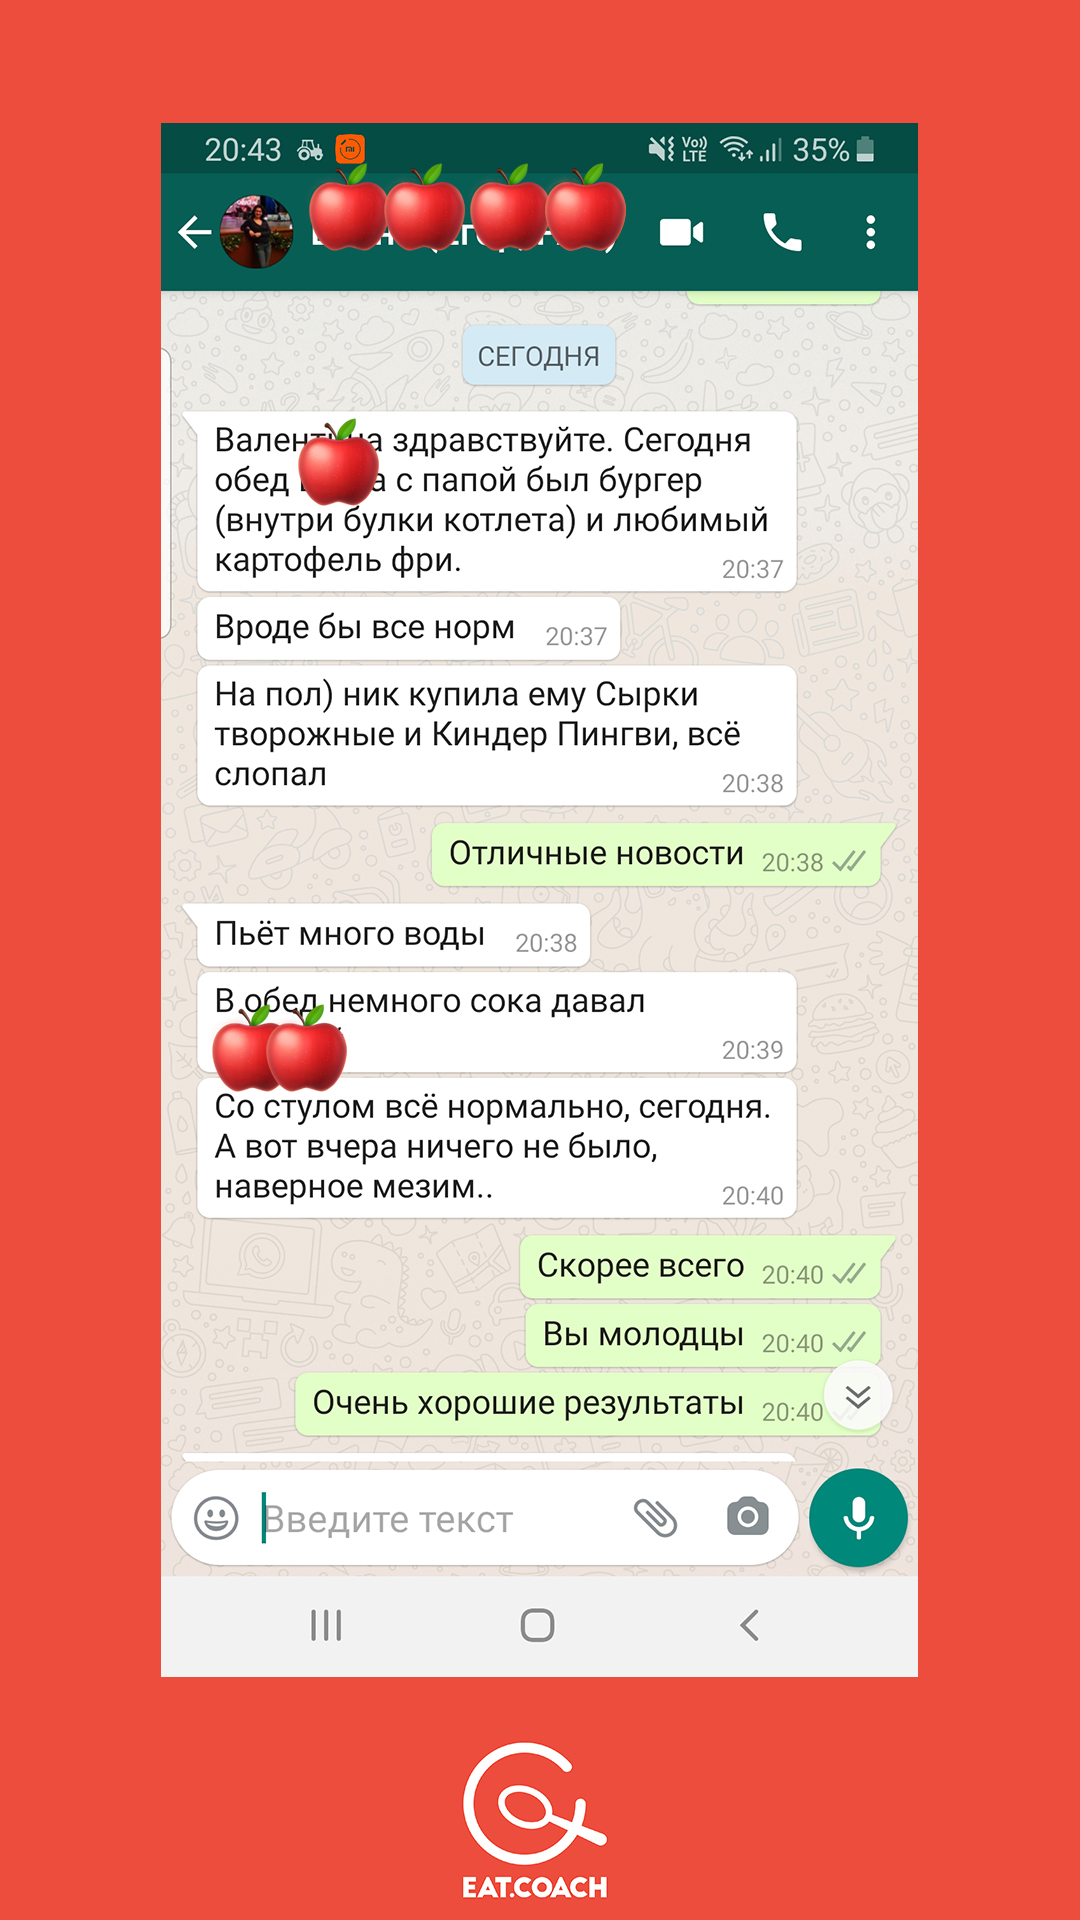 20:43
Vo))
LTE
35%
СЕГОДНЯ
здравствуйте. Сегодня
обед с папой был бургер
(внутри булки котлета) и любимый
картофель фри.
20:37
Вроде бы все норм 20:37
На пол) ник купила ему Сырки
творожные и Киндер Пингви, всё
слопал
20:38
Отличные новости 20:38
Пьёт много воды 20:38
В обед немного сока давал
20:39
Со стулом всё нормально, сегодня.
А вот вчера ничего не было,
наверное мезим..
20:40
Скорее всего 20:40
Вы молодцы 20:40
Очень хорошие результаты 20:40
Введите текст
EAT.COACH